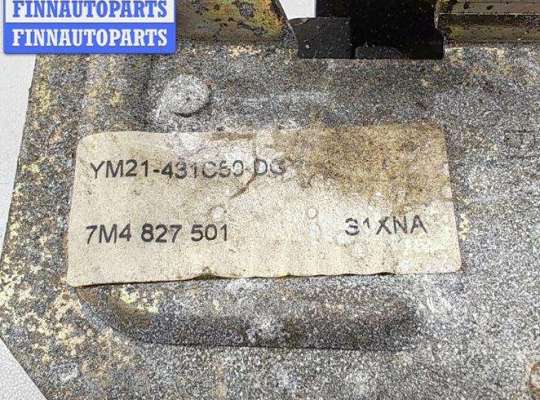 FINNAUTOPARTS
FINNAUTOPARTS
YM21-431C50-DG
7M4 827 501 31XNA